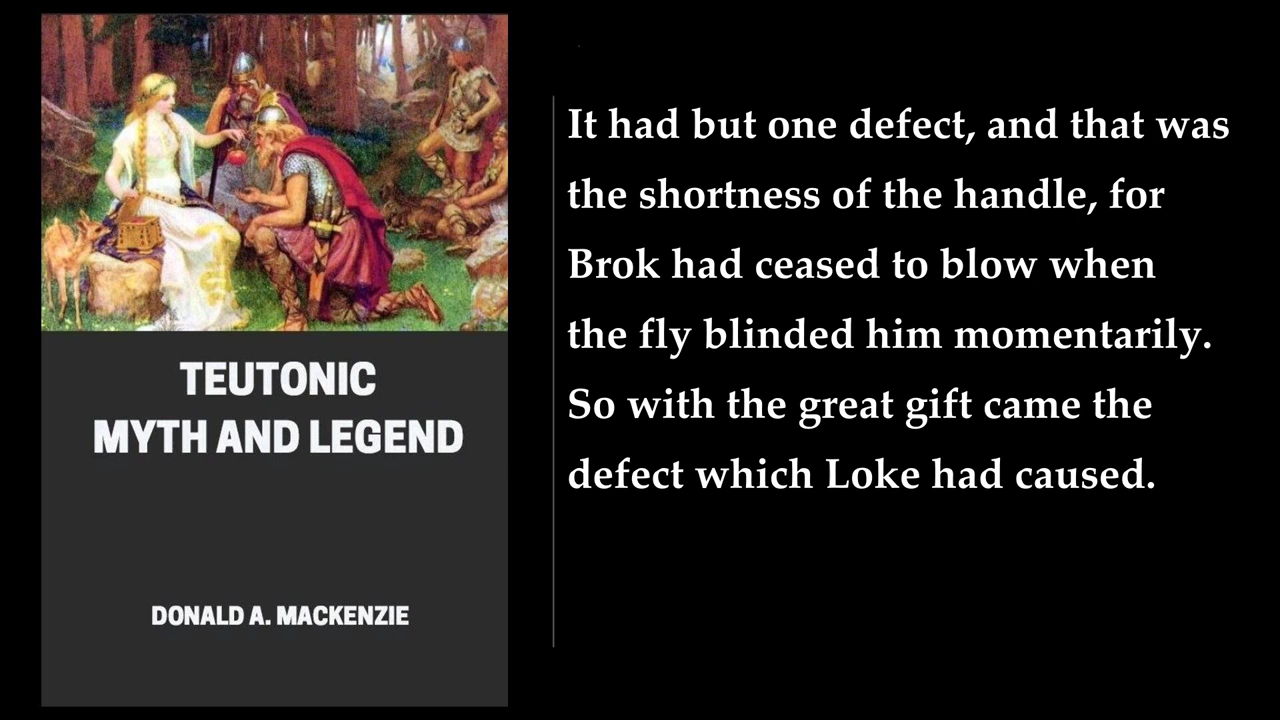 TEUTONIC
MYTH AND LEGEND
DONALD A. MACKENZIE
It had but one defect, and that was
the shortness of the handle, for
Brok had ceased to blow when
the fly blinded him momentarily.
So with the great gift came the
defect which Loke had caused.